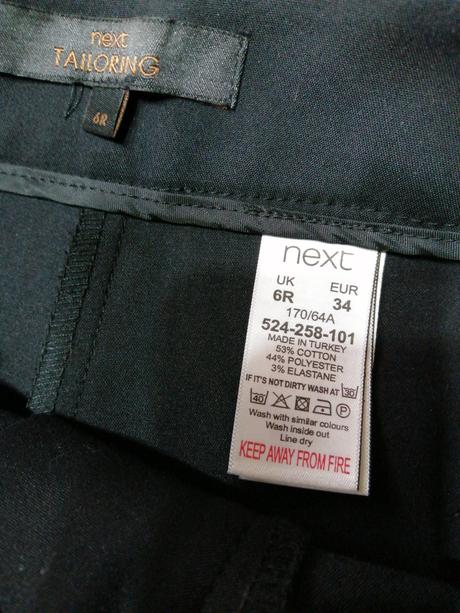 next
TAILORING
6R
next
UK EUR
6R 34
170/64A
524-258-101
MADE IN TURKEY
53% COTTON
44% POLYESTER
3% ELASTANE
IF IT'S NOT DIRTY WASH AT 30
40 P
Wash with similar colours
Wash inside out
Line dry
KEEP AWAY FROM FIRE